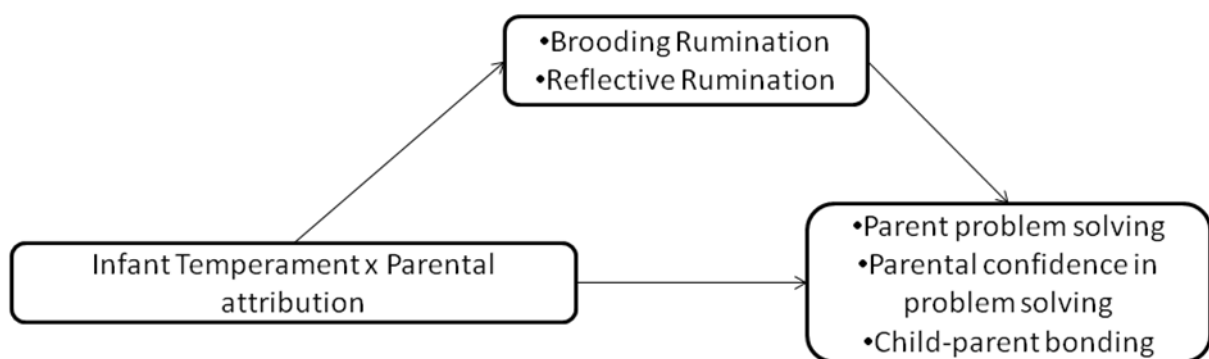 •Brooding Rumination
•Reflective Rumination
Infant Temperament x Parental
attribution
•Parent problem solving
•Parental confidence in
problem solving
•Child-parent bonding